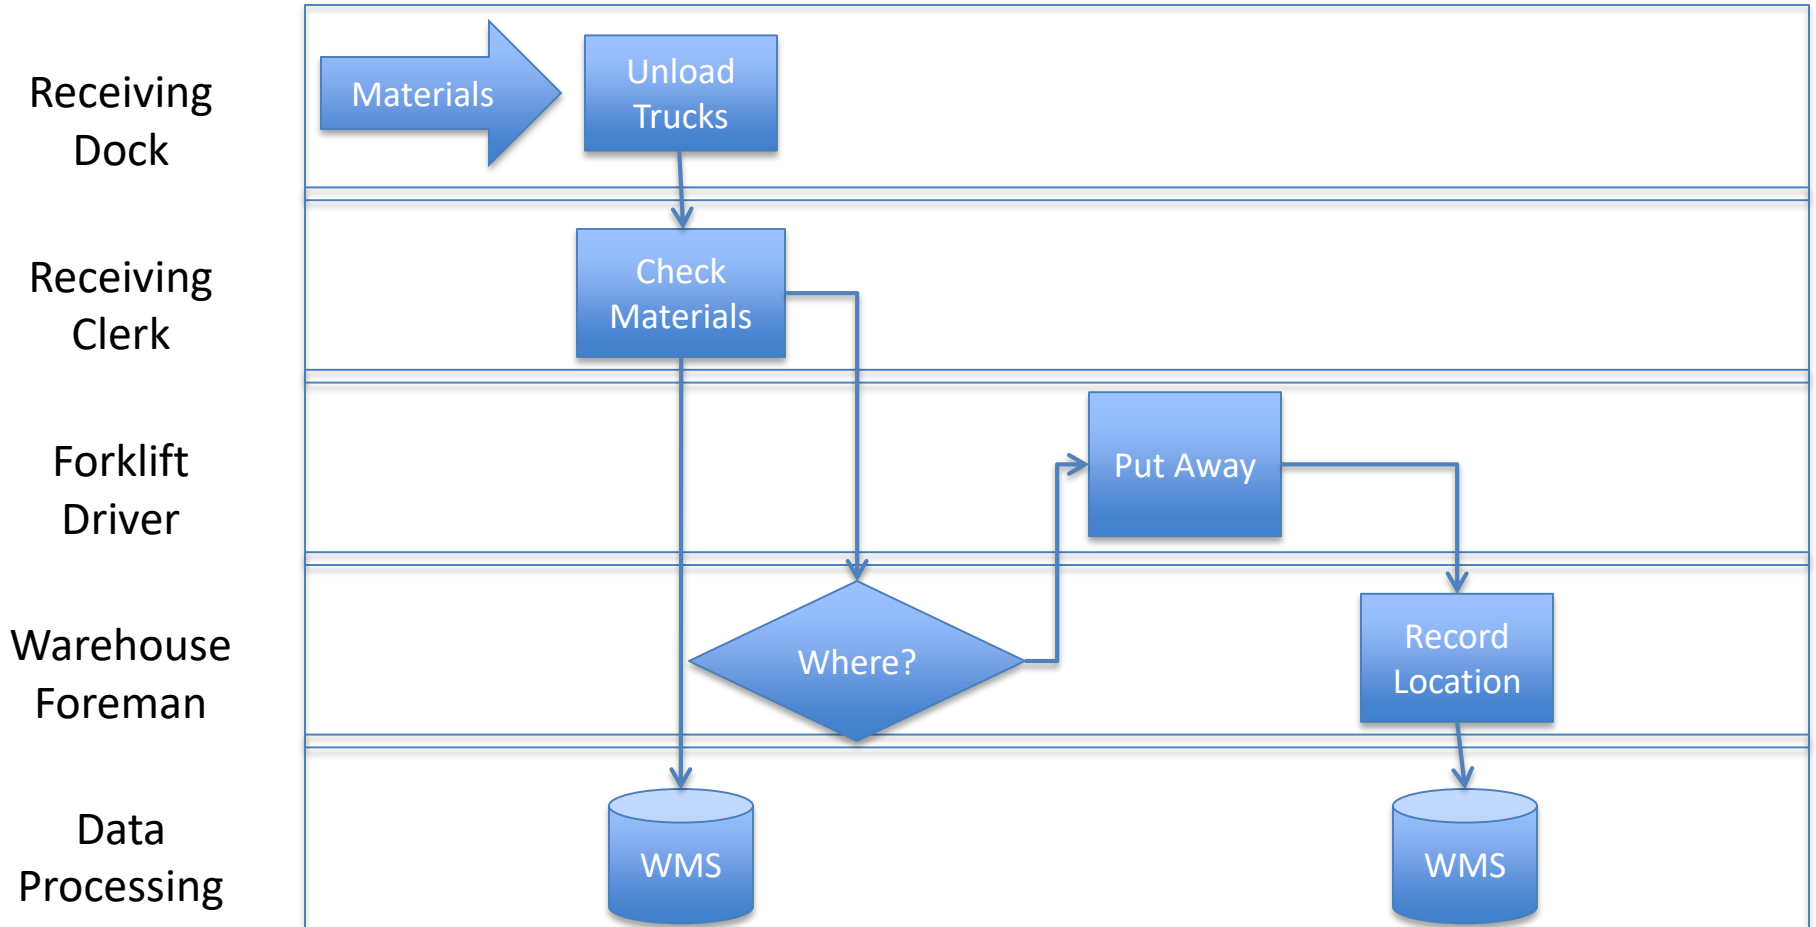 Receiving
Dock
Materials
Unload
Trucks
Receiving
Clerk
Check
Materials
Forklift
Driver
Put Away
Warehouse
Foreman
Where?
Record
Location
Data
Processing
WMS
WMS